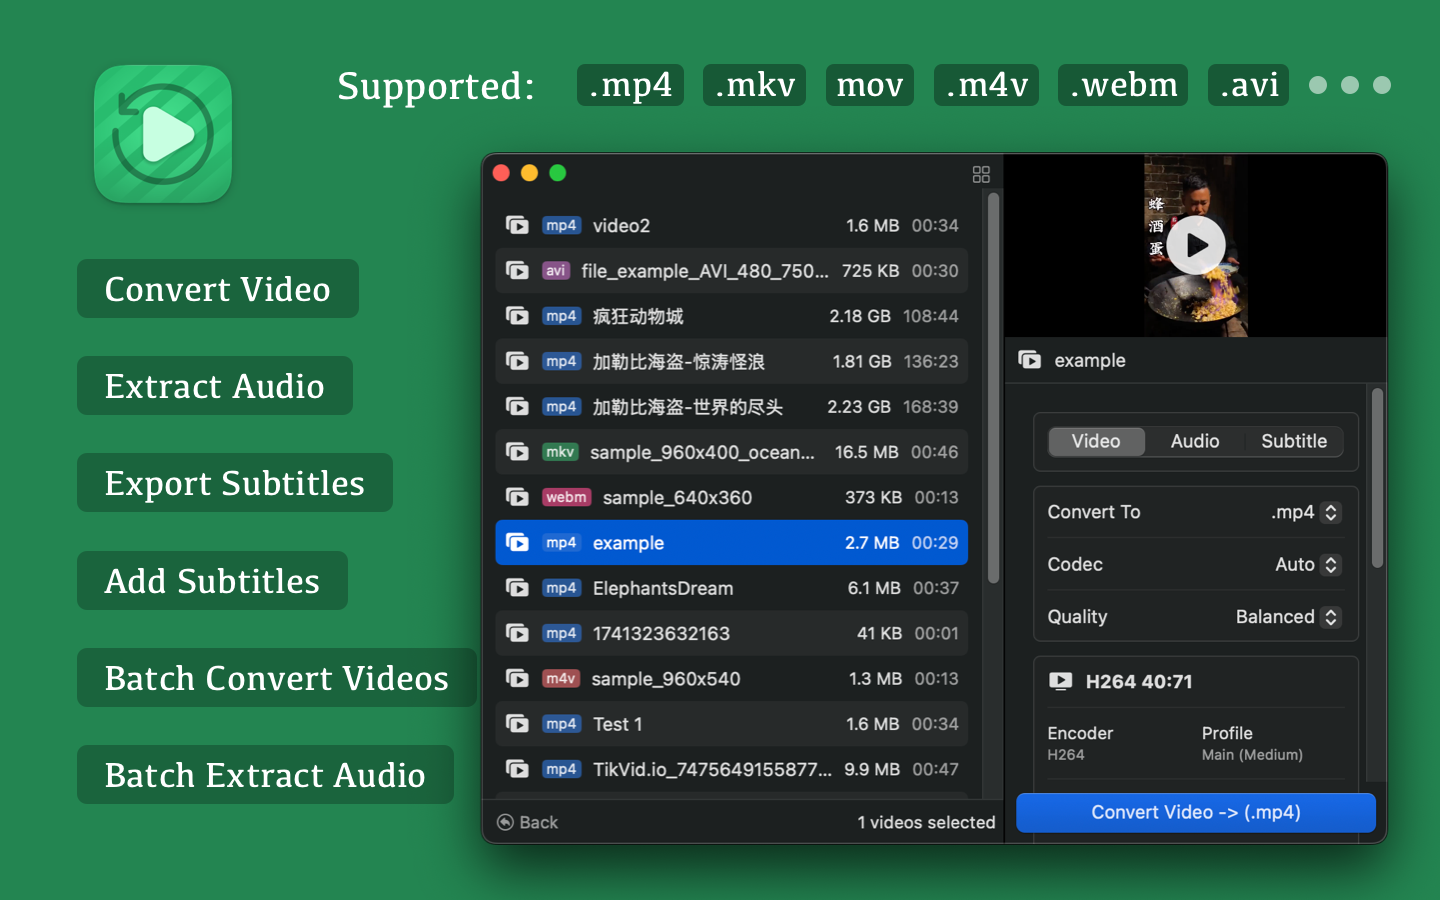 Supported: .mp4 .mkv mov .m4v .webm .avi
Convert Video
Extract Audio
Export Subtitles
Add Subtitles
Batch Convert Videos
Batch Extract Audio
mp4 video2 1.6 MB 00:34
avi file_example_AVI_480_750... 725 KB 00:30
mp4 疯狂动物城 2.18 GB 108:44
mp4 加勒比海盗-惊涛怪浪 1.81 GB 136:23
mp4 加勒比海盗-世界的尽头 2.23 GB 168:39
mkv sample_960x400_ocean... 16.5 MB 00:46
webm sample_640x360 373 KB 00:13
mp4 example 2.7 MB 00:29
mp4 ElephantsDream 6.1 MB 00:37
mp4 1741323632163 41 KB 00:01
m4v sample_960x540 1.3 MB 00:13
mp4 Test 1 1.6 MB 00:34
mp4 TikVid.io_7475649155877... 9.9 MB 00:47
Back
1 videos selected
蜂酒蛋
example
Video Audio Subtitle
Convert To .mp4
Codec Auto
Quality Balanced
H264 40:71
Encoder Profile
H264 Main (Medium)
Convert Video -> (.mp4)